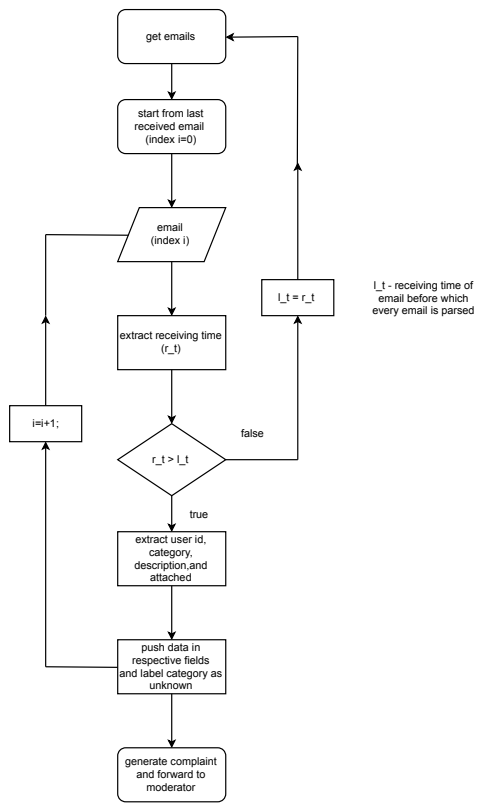 get emails
start from last
received email
(index i=0)
email
(index i)
l_t = r_t
l_t - receiving time of
email before which
every email is parsed
extract receiving time
(r_t)
i=i+1;
false
r_t > l_t
true
extract user id,
category,
description,and
attached
push data in
respective fields
and label category as
unknown
generate complaint
and forward to
moderator